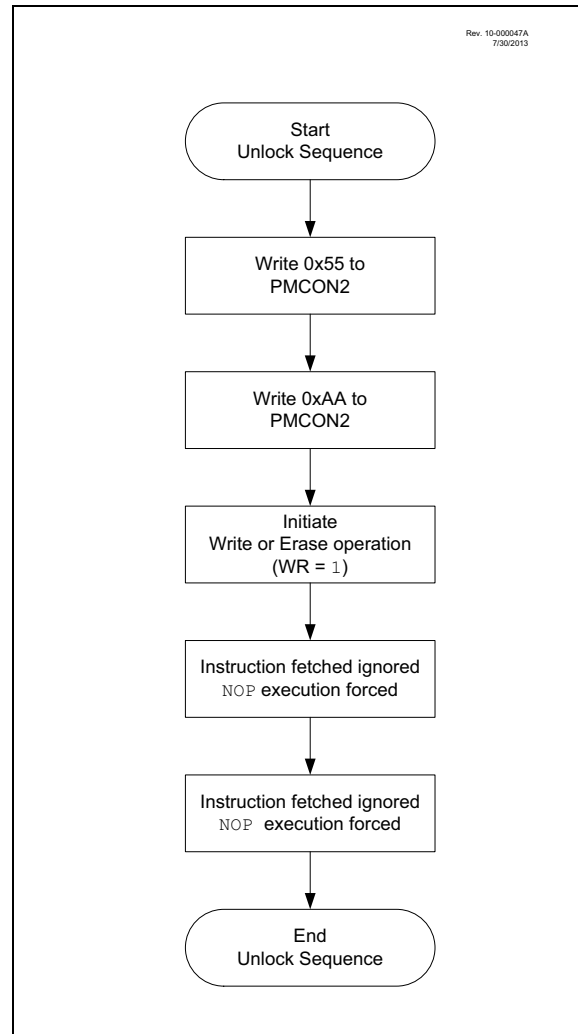 Rev. 10-000047A
7/30/2013
Start
Unlock Sequence
Write 0x55 to
PMCON2
Write 0xAA to
PMCON2
Initiate
Write or Erase operation
(WR = 1)
Instruction fetched ignored
NOP execution forced
Instruction fetched ignored
NOP execution forced
End
Unlock Sequence